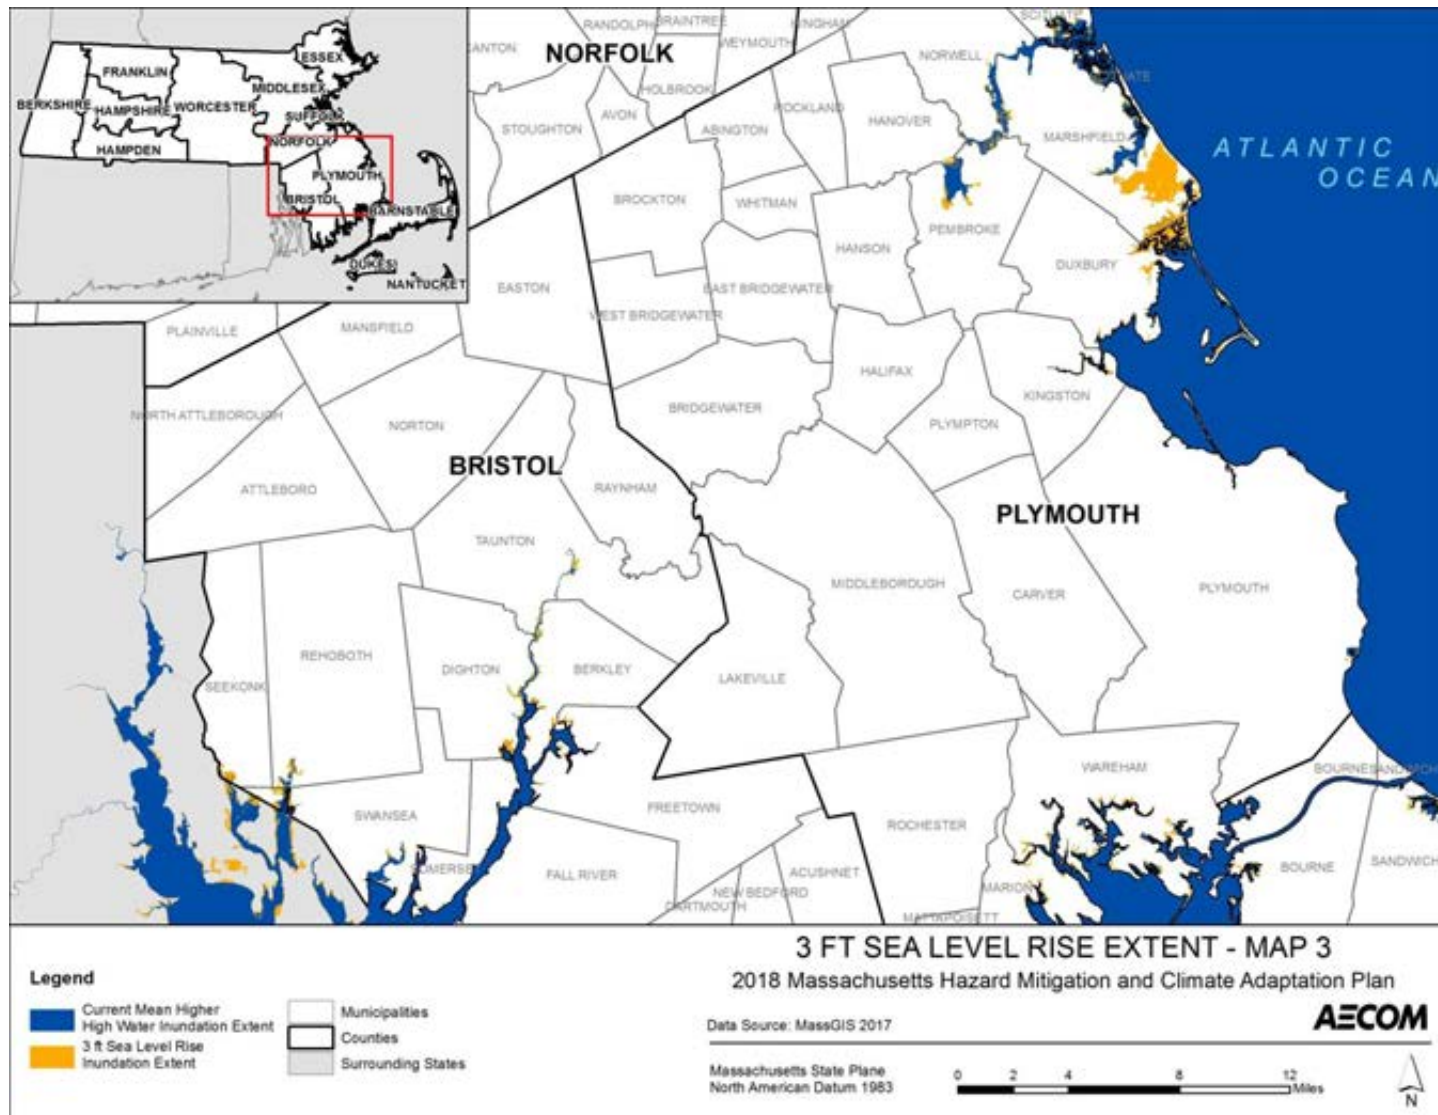 ESSEX
FRANKLIN
MIDDLESEX
BERKSHIRE
HAMPSHIRE
WORCESTER
SUFFOLK
HAMPDEN
NORFOLK
PLYMOUTH
BRISTOL
BARNSTABLE
DUKES
NANTUCKET
RANDOLPH
BRAINTREE
HINGHAM
SCITUATE
CANTON
NORFOLK
WEYMOUTH
NORWELL
HOLBROOK
SCITUATE
AVON
ROCKLAND
STOUGHTON
ABINGTON
HANOVER
MARSHFIELD
ATLANTIC
OCEAN
BROCKTON
WHITMAN
HANSON
PEMBROKE
DUXBURY
EASTON
EAST BRIDGEWATER
WEST BRIDGEWATER
PLAINVILLE
MANSFIELD
HALIFAX
KINGSTON
NORTH ATTLEBOROUGH
NORTON
BRIDGEWATER
PLYMPTON
BRISTOL
ATTLEBORO
RAYNHAM
PLYMOUTH
TAUNTON
MIDDLEBOROUGH
CARVER
PLYMOUTH
REHOBOTH
DIGHTON
BERKLEY
SEEKONK
LAKEVILLE
WAREHAM
BOURNE
SANDWICH
SWANSEA
FREETOWN
ROCHESTER
SOMERSET
FALL RIVER
ACUSHNET
BOURNE
SANDWICH
NEW BEDFORD
MARION
DARTMOUTH
MATTAPOISETT
3 FT SEA LEVEL RISE EXTENT - MAP 3
2018 Massachusetts Hazard Mitigation and Climate Adaptation Plan
Legend
Current Mean Higher
High Water Inundation Extent
3 ft Sea Level Rise
Inundation Extent
Municipalities
Counties
Surrounding States
Data Source: MassGIS 2017
AECOM
Massachusetts State Plane
North American Datum 1983
0 2 4 8 12
Miles
N